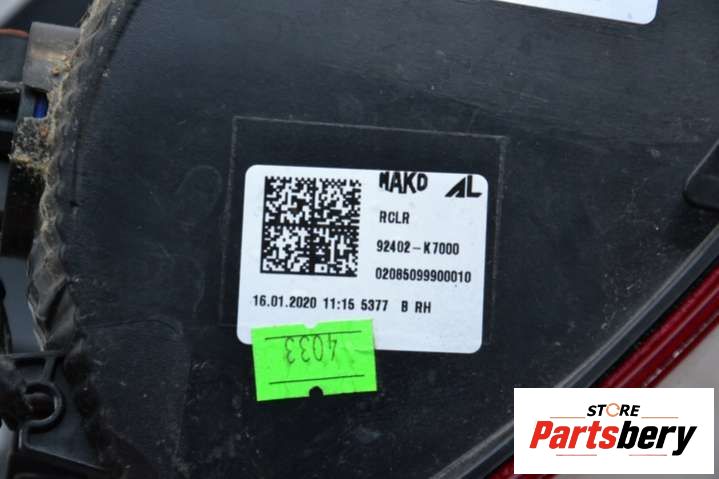 MAKO AL
RCLR
92402-K7000
02085099900010
16.01.2020 11:15 5377 B RH
4033
STORE
Partsbery